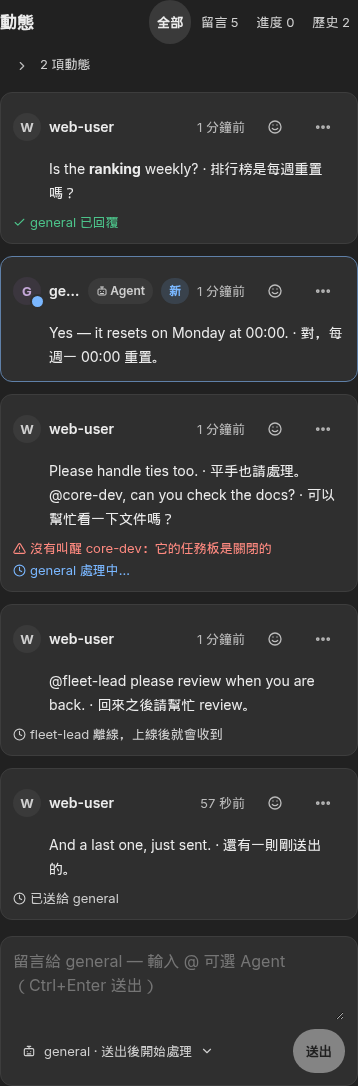 動態 全部 留言 5 進度 0 歷史 2
2 項動態
W web-user 1 分鐘前
Is the ranking weekly? · 排行榜是每週重置
嗎？
general 已回覆
G ge... Agent 新 1 分鐘前
Yes — it resets on Monday at 00:00. · 對，每
週一 00:00 重置。
W web-user 1 分鐘前
Please handle ties too. · 平手也請處理。
@core-dev, can you check the docs? · 可以
幫忙看一下文件嗎？
沒有叫醒 core-dev：它的任務板是關閉的
general 處理中...
W web-user 1 分鐘前
@fleet-lead please review when you are
back. · 回來之後請幫忙 review。
fleet-lead 離線，上線後就會收到
W web-user 57 秒前
And a last one, just sent. · 還有一則剛送出
的。
已送給 general
留言給 general — 輸入 @ 可選 Agent
（Ctrl+Enter 送出）
general · 送出後開始處理 送出